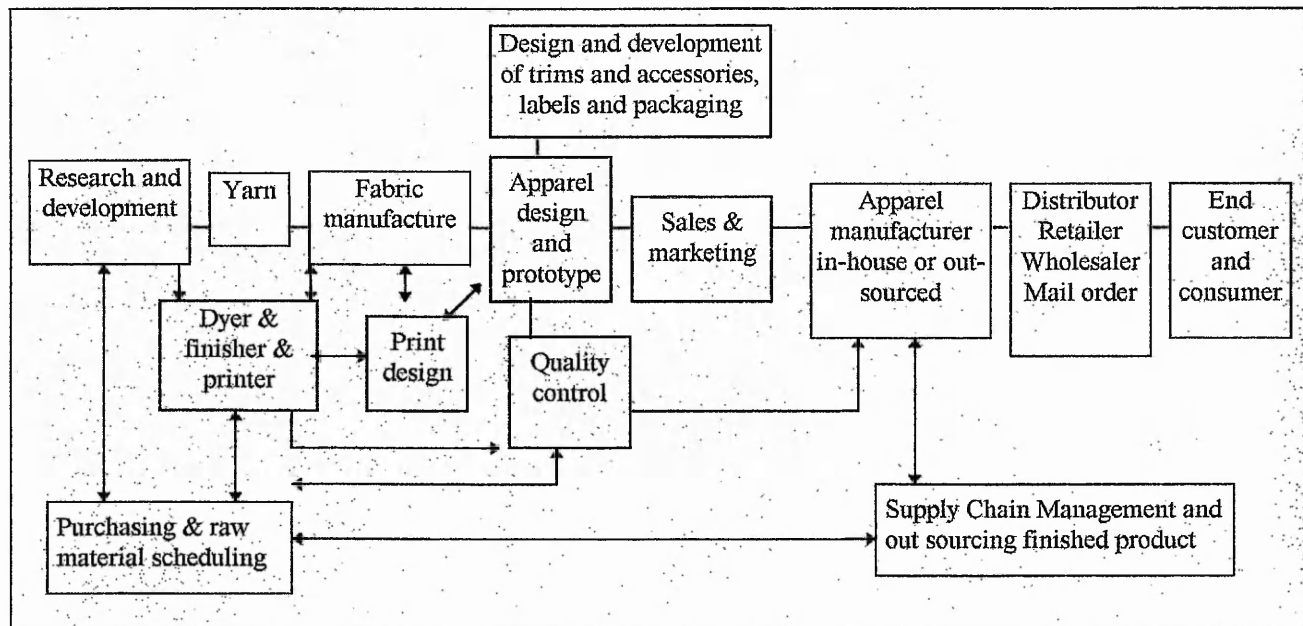 Design and development
of trims and accessories,
labels and packaging
Research and
development
Yarn
Fabric
manufacture
Apparel
design
and
prototype
Sales &
marketing
Apparel
manufacturer
in-house or out-
sourced
Distributor
Retailer
Wholesaler
Mail order
End
customer
and
consumer
Dyer &
finisher &
printer
Print
design
Quality
control
Purchasing & raw
material scheduling
Supply Chain Management and
out sourcing finished product